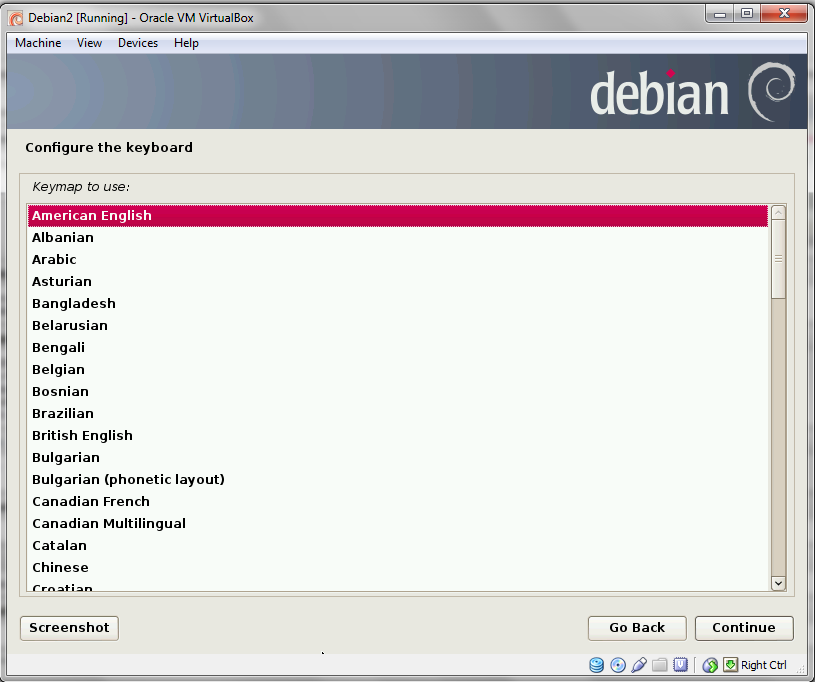 Debian2 [Running] - Oracle VM VirtualBox
Machine View Devices Help
debian
Configure the keyboard
Keymap to use:
American English
Albanian
Arabic
Asturian
Bangladesh
Belarusian
Bengali
Belgian
Bosnian
Brazilian
British English
Bulgarian
Bulgarian (phonetic layout)
Canadian French
Canadian Multilingual
Catalan
Chinese
Croatian
Screenshot Go Back Continue
Right Ctrl